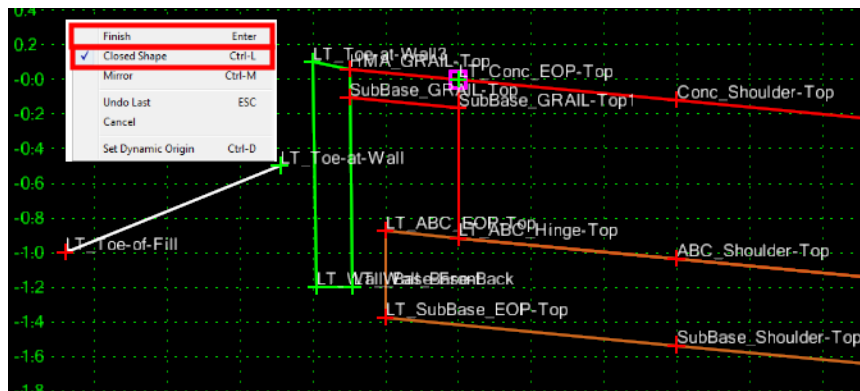 0.4
Finish Enter
✓ Closed Shape Ctrl-L
Mirror Ctrl-M
Undo Last ESC
Cancel
Set Dynamic Origin Ctrl-D
0.2
-0.0
-0.2
-0.4
-0.6
-0.8
-1.0
-1.2
-1.4
-1.6
-1.8
LT_Toe-at-Wall3
HMA_GRAIL-Top
LT_Conc_EOP-Top
SubBase_GRAIL-Top
SubBase_GRAIL-Top1
Conc_Shoulder-Top
LT_Toe-at-Wall
LT_Toe-of-Fill
LT_ABC_EOP-Top
LT_ABC_Hinge-Top
ABC_Shoulder-Top
LT_SubBase_EOP-Top
SubBase_Shoulder-Top